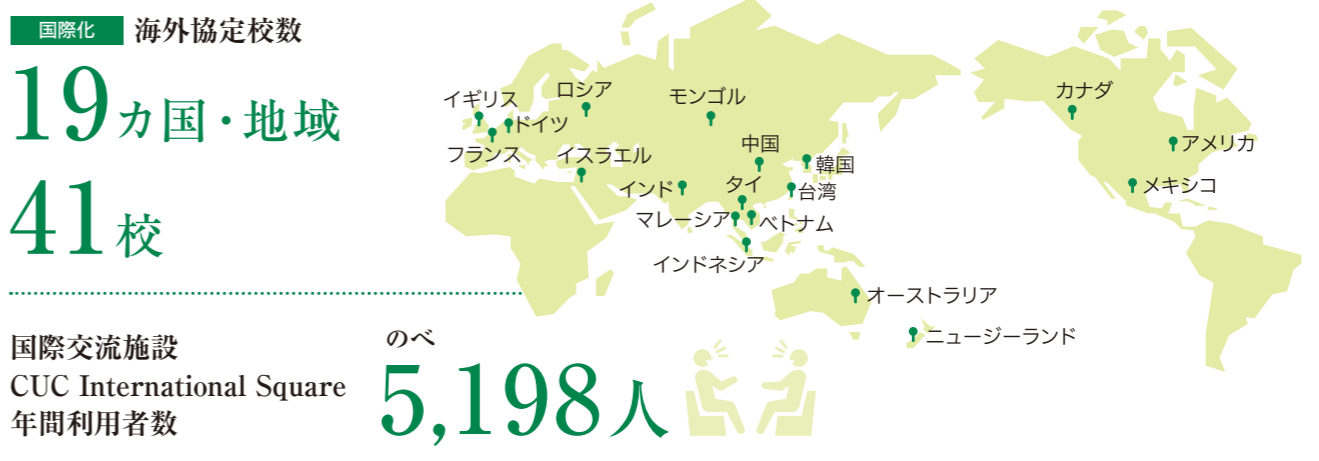 国際化 海外協定校数
19カ国・地域
41校
イギリス
ロシア
モンゴル
ドイツ
フランス
イスラエル
中国
韓国
インド
タイ
台湾
マレーシア
ベトナム
インドネシア
カナダ
アメリカ
メキシコ
オーストラリア
ニュージーランド
国際交流施設
CUC International Square
年間利用者数
のべ
5,198人